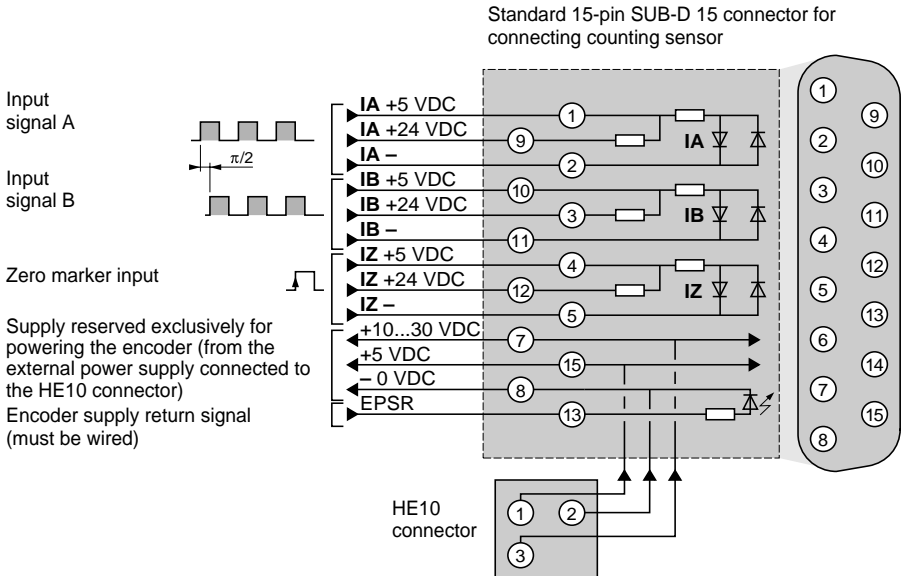 Standard 15-pin SUB-D 15 connector for
connecting counting sensor
Input
signal A
π/2
Input
signal B
Zero marker input
Supply reserved exclusively for
powering the encoder (from the
external power supply connected to
the HE10 connector)
Encoder supply return signal
(must be wired)
IA +5 VDC 1
IA +24 VDC 9
IA – 2
IA
IB +5 VDC 10
IB +24 VDC 3
IB – 11
IB
IZ +5 VDC 4
IZ +24 VDC 12
IZ – 5
IZ
+10...30 VDC 7
+5 VDC 15
– 0 VDC 8
EPSR 13
1
9
2
10
3
11
4
12
5
13
6
14
7
15
8
HE10
connector
1 2
3